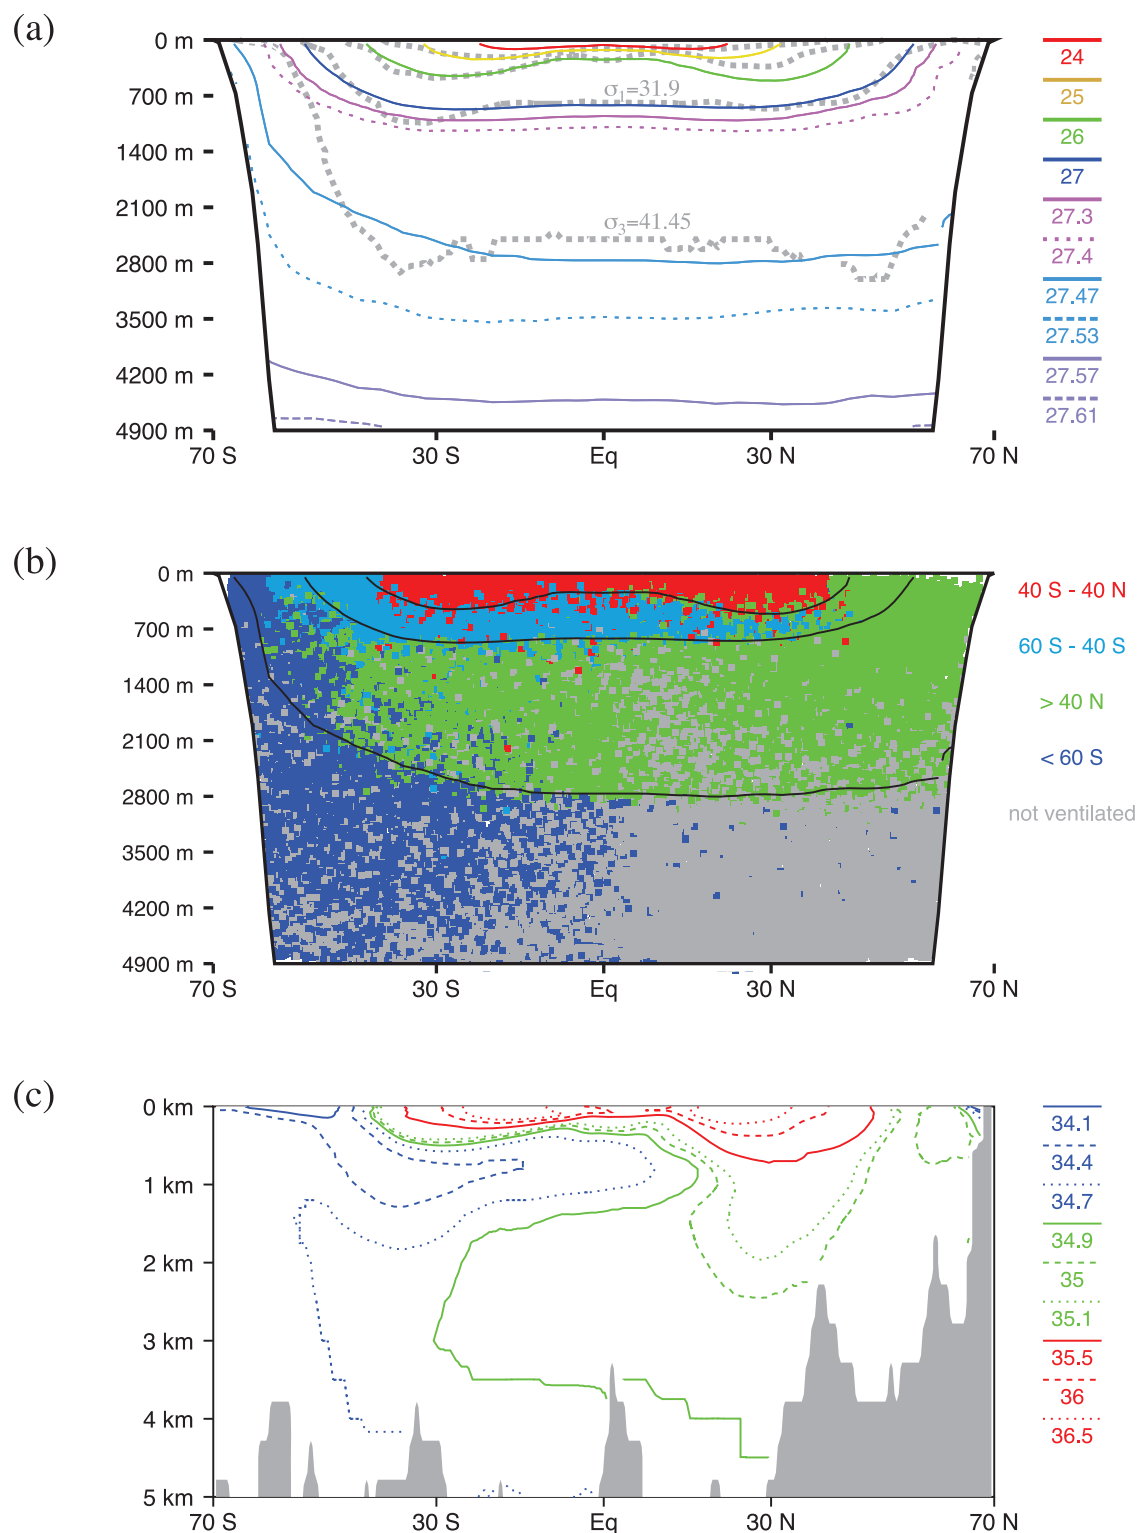 (a)
0 m
700 m
1400 m
2100 m
2800 m
3500 m
4200 m
4900 m
70 S
30 S
Eq
30 N
70 N
σ₁=31.9
σ₃=41.45
24
25
26
27
27.3
27.4
27.47
27.53
27.57
27.61
(b)
0 m
700 m
1400 m
2100 m
2800 m
3500 m
4200 m
4900 m
70 S
30 S
Eq
30 N
70 N
40 S - 40 N
60 S - 40 S
> 40 N
< 60 S
not ventilated
(c)
0 km
1 km
2 km
3 km
4 km
5 km
70 S
30 S
Eq
30 N
70 N
34.1
34.4
34.7
34.9
35
35.1
35.5
36
36.5